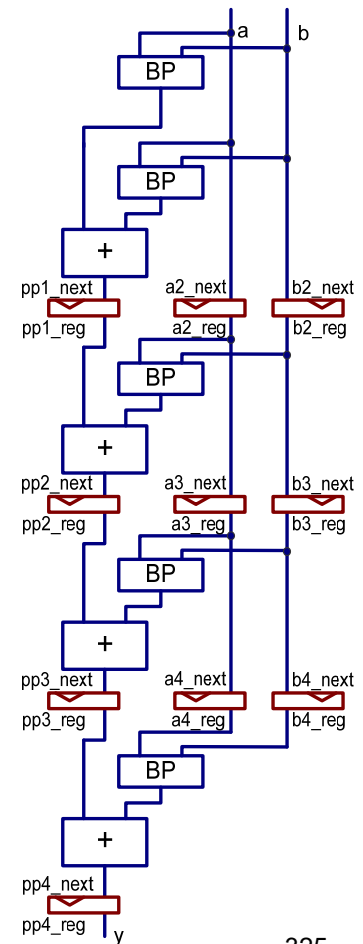 a b
BP
BP
+
pp1_next a2_next b2_next
pp1_reg a2_reg b2_reg
BP
+
pp2_next a3_next b3_next
pp2_reg a3_reg b3_reg
BP
+
pp3_next a4_next b4_next
pp3_reg a4_reg b4_reg
BP
+
pp4_next
pp4_reg
y